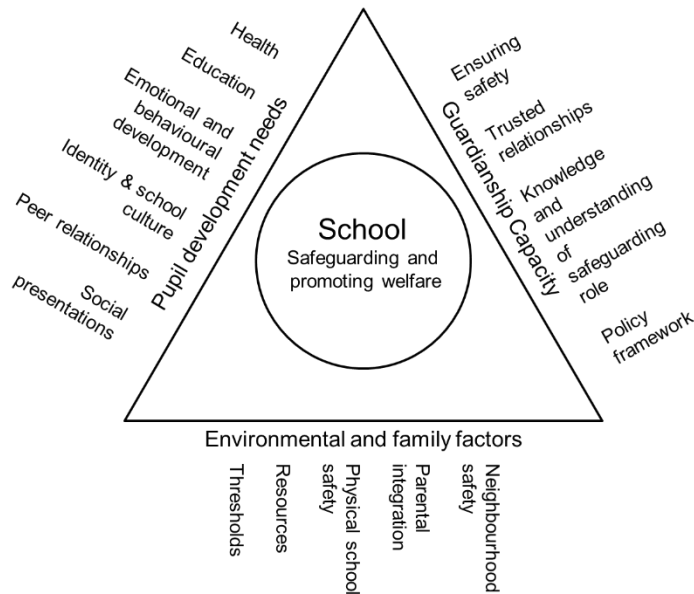 Health
Education
Emotional and
behavioural
development
Identity & school
culture
Peer relationships
Social
presentations
Pupil development needs
Ensuring
safety
Trusted
relationships
Knowledge
and
understanding
of
safeguarding
role
Policy
framework
Guardianship Capacity
School
Safeguarding and
promoting welfare
Environmental and family factors
Thresholds
Resources
Physical school
safety
Parental
integration
Neighbourhood
safety